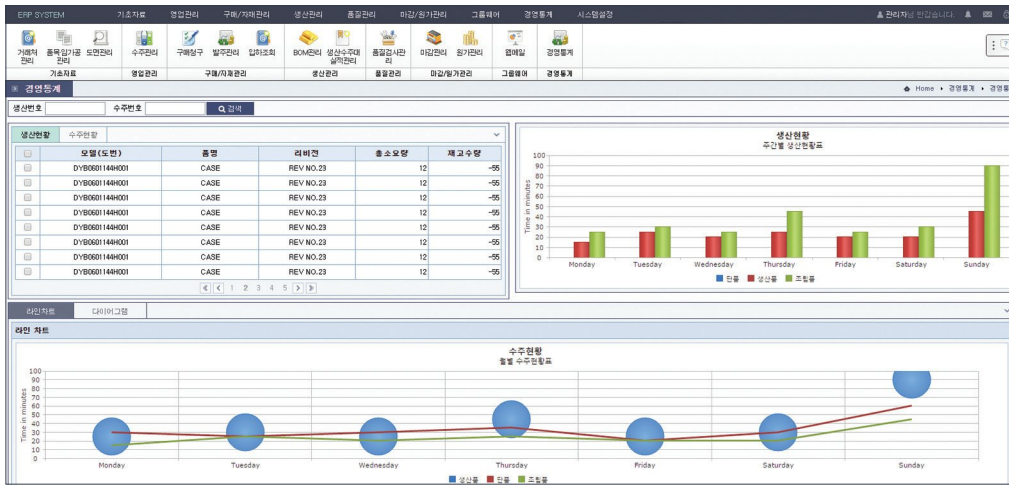 ERP SYSTEM 기초자료 영업관리 구매/자재관리 생산관리 품질관리 마감/원가관리 그룹웨어 경영통계 시스템설정 관리자님 반갑습니다.
거래처관리 품목임가공관리 도면관리 수주관리 구매청구 발주관리 입하조회 BOM관리 생산수주대실적관리 품질검사관리 마감관리 원가관리 웹메일 경영통계
기초자료 영업관리 구매/자재관리 생산관리 품질관리 마감/원가관리 그룹웨어 경영통계
경영통계 Home 경영통계
생산번호 수주번호 검색
생산현황 수주현황
모델(도번) 품명 리비전 총소요량 재고수량
DYB0601144H001 CASE REV NO.23 12 -55
DYB0601144H001 CASE REV NO.23 12 -55
DYB0601144H001 CASE REV NO.23 12 -55
DYB0601144H001 CASE REV NO.23 12 -55
DYB0601144H001 CASE REV NO.23 12 -55
DYB0601144H001 CASE REV NO.23 12 -55
DYB0601144H001 CASE REV NO.23 12 -55
1 2 3 4 5
생산현황
주간별 생산현황표
Time in minutes
100
90
80
70
60
50
40
30
20
10
0
Monday Tuesday Wednesday Thursday Friday Saturday Sunday
단품 생산품 조립품
라인차트 다이어그램
라인 차트
수주현황
월별 수주현황표
Time in minutes
100
90
80
70
60
50
40
30
20
10
0
Monday Tuesday Wednesday Thursday Friday Saturday Sunday
생산품 단품 조립품